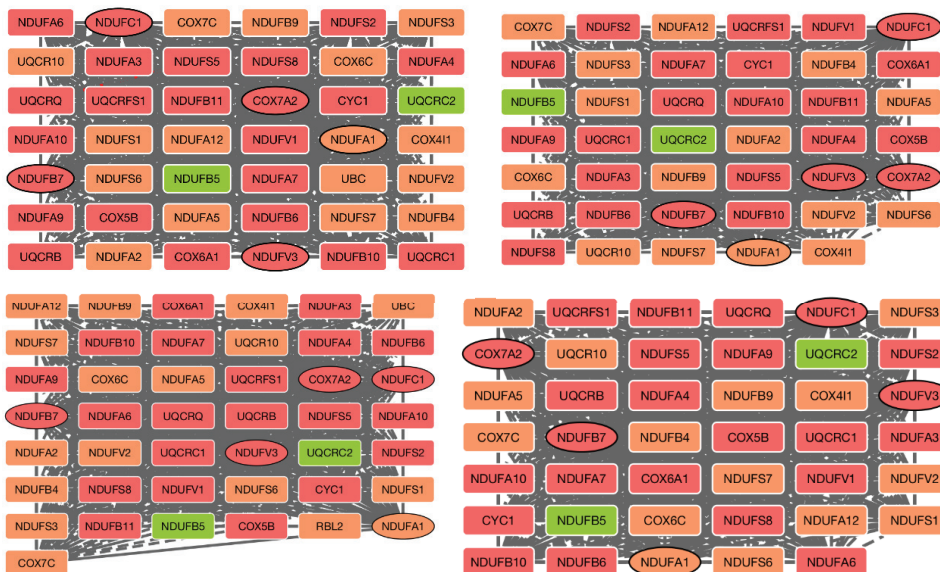 NDUFA6 NDUFC1 COX7C NDUFB9 NDUFS2 NDUFS3
UQCR10 NDUFA3 NDUFS5 NDUFS8 COX6C NDUFA4
UQCRQ UQCRFS1 NDUFB11 COX7A2 CYC1 UQCRC2
NDUFA10 NDUFS1 NDUFA12 NDUFV1 NDUFA1 COX4I1
NDUFB7 NDUFS6 NDUFB5 NDUFA7 UBC NDUFV2
NDUFA9 COX5B NDUFA5 NDUFB6 NDUFS7 NDUFB4
UQCRB NDUFA2 COX6A1 NDUFV3 NDUFB10 UQCRC1
COX7C NDUFS2 NDUFA12 UQCRFS1 NDUFV1 NDUFC1
NDUFA6 NDUFS3 NDUFA7 CYC1 NDUFB4 COX6A1
NDUFB5 NDUFS1 UQCRQ NDUFA10 NDUFB11 NDUFA5
NDUFA9 UQCRC1 UQCRC2 NDUFA2 NDUFA4 COX5B
COX6C NDUFA3 NDUFB9 NDUFS5 NDUFV3 COX7A2
UQCRB NDUFB6 NDUFB7 NDUFB10 NDUFV2 NDUFS6
NDUFS8 UQCR10 NDUFS7 NDUFA1 COX4I1
NDUFA12 NDUFB9 COX6A1 COX4I1 NDUFA3 UBC
NDUFS7 NDUFB10 NDUFA7 UQCR10 NDUFA4 NDUFB6
NDUFA9 COX6C NDUFA5 UQCRFS1 COX7A2 NDUFC1
NDUFB7 NDUFA6 UQCRQ UQCRB NDUFS5 NDUFA10
NDUFA2 NDUFV2 UQCRC1 NDUFV3 UQCRC2 NDUFS2
NDUFB4 NDUFS8 NDUFV1 NDUFS6 CYC1 NDUFS1
NDUFS3 NDUFB11 NDUFB5 COX5B RBL2 NDUFA1
COX7C
NDUFA2 UQCRFS1 NDUFB11 UQCRQ NDUFC1 NDUFS3
COX7A2 UQCR10 NDUFS5 NDUFA9 UQCRC2 NDUFS2
NDUFA5 UQCRB NDUFA4 NDUFB9 COX4I1 NDUFV3
COX7C NDUFB7 NDUFB4 COX5B UQCRC1 NDUFA3
NDUFA10 NDUFA7 COX6A1 NDUFS7 NDUFV1 NDUFV2
CYC1 NDUFB5 COX6C NDUFS8 NDUFA12 NDUFS1
NDUFB10 NDUFB6 NDUFA1 NDUFS6 NDUFA6